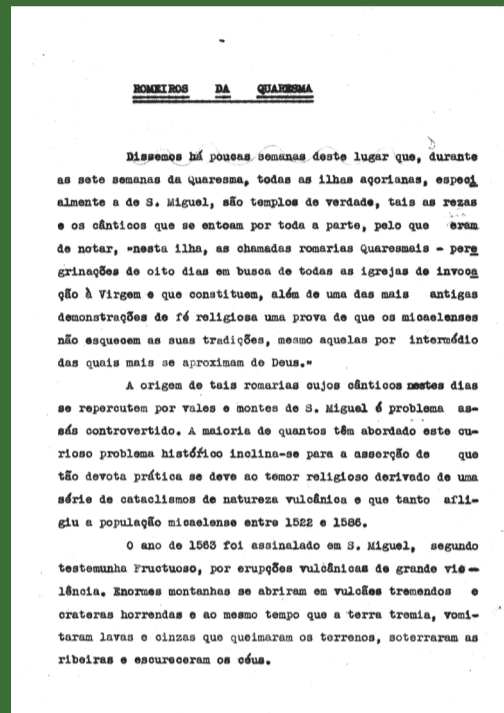 ROMEIROS DA QUARESMA
Dissemos há poucas semanas deste lugar que, durante
as sete semanas da Quaresma, todas as ilhas açorianas, especi
almente a de S. Miguel, são templos de verdade, tais as rezas
e os cânticos que se entoam por toda a parte, pelo que eram
de notar, "nesta ilha, as chamadas romarias Quaresmais - pere
grinações de oito dias em busca de todas as igrejas de invoca
ção à Virgem e que constituem, além de uma das mais antigas
demonstrações de fé religiosa uma prova de que os micaelenses
não esquecem as suas tradições, mesmo aquelas por intermédio
das quais mais se aproximam de Deus."
A origem de tais romarias cujos cânticos nestes dias
se repercutem por vales e montes de S. Miguel é problema as-
sás controvertido. A maioria de quantos têm abordado este cu-
rioso problema histórico inclina-se para a asserção de que
tão devota prática se deve ao temor religioso derivado de uma
série de cataclismos de natureza vulcânica e que tanto afli-
giu a população micaelense entre 1522 e 1586.
O ano de 1563 foi assinalado em S. Miguel, segundo
testemunha Fructuoso, por erupções vulcânicas de grande vio-
lência. Enormes montanhas se abriram em vulcães tremendos e
crateras horrendas e ao mesmo tempo que a terra tremia, vomi-
taram lavas e cinzas que queimaram os terrenos, soterraram as
ribeiras e escureceram os céus.